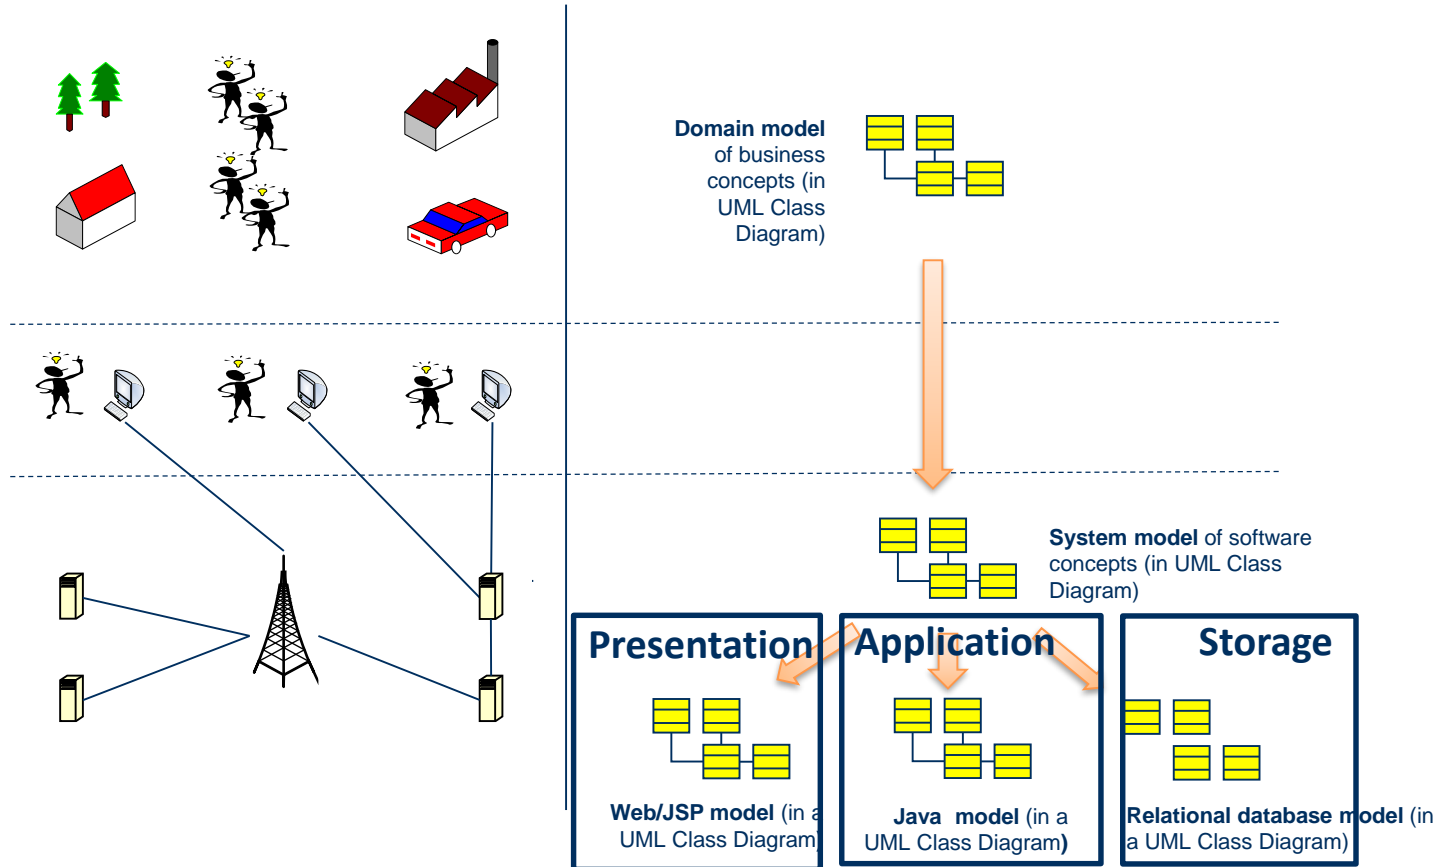 Domain model
of business
concepts (in
UML Class
Diagram)
System model of software
concepts (in UML Class
Diagram)
Presentation
Application
Storage
Web/JSP model (in a
UML Class Diagram)
Java model (in a
UML Class Diagram)
Relational database model (in
a UML Class Diagram)